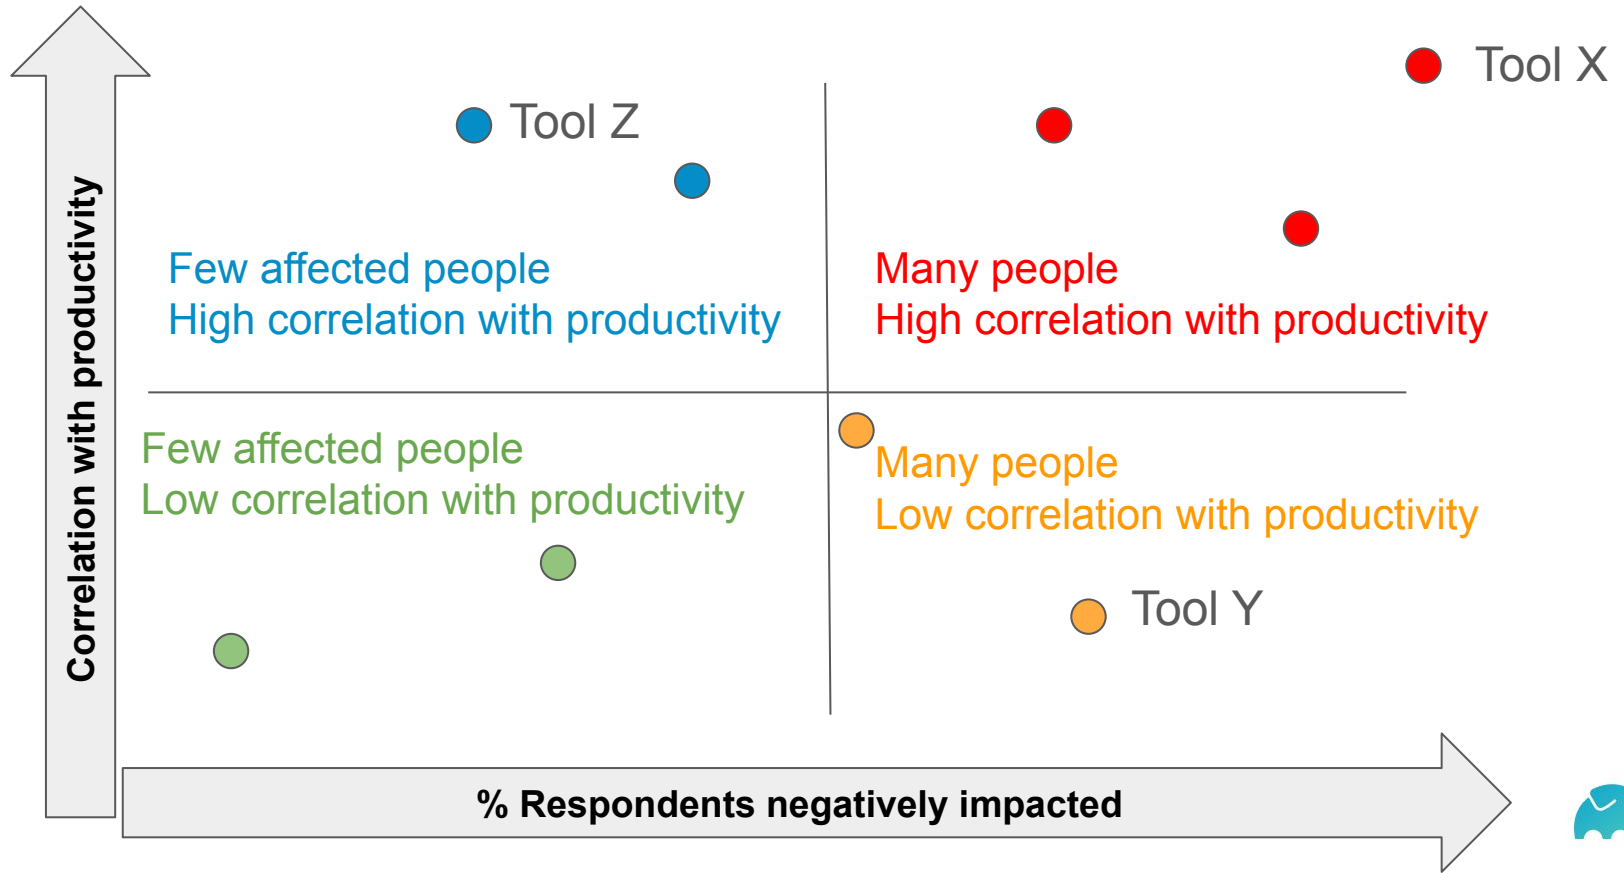 Tool X
Tool Z
Few affected people
High correlation with productivity
Many people
High correlation with productivity
Correlation with productivity
Few affected people
Low correlation with productivity
Many people
Low correlation with productivity
Tool Y
% Respondents negatively impacted